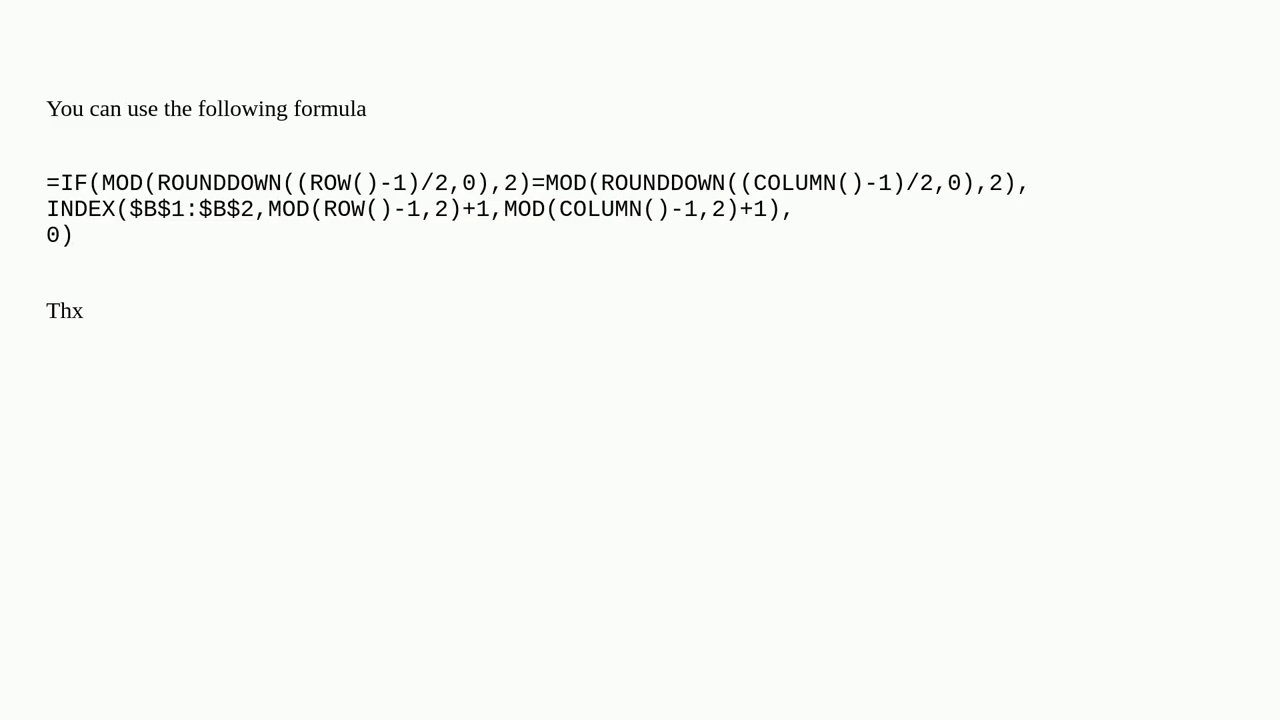 You can use the following formula
=IF(MOD(ROUNDDOWN((ROW()-1)/2,0),2)=MOD(ROUNDDOWN((COLUMN()-1)/2,0),2),
INDEX($B$1:$B$2,MOD(ROW()-1,2)+1,MOD(COLUMN()-1,2)+1),
0)
Thx